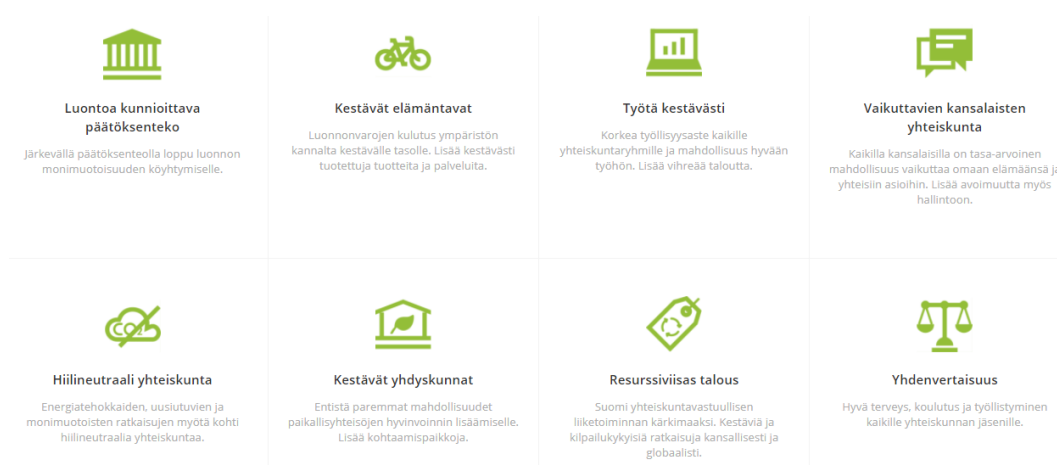 Luontoa kunnioittava
päätöksenteko
Järkevällä päätöksenteolla loppu luonnon
monimuotoisuuden köyhtymiselle.
Kestävät elämäntavat
Luonnonvarojen kulutus ympäristön
kannalta kestävälle tasolle. Lisää kestävästi
tuotettuja tuotteita ja palveluita.
Työtä kestävästi
Korkea työllisyysaste kaikille
yhteiskuntaryhmille ja mahdollisuus hyvään
työhön. Lisää vihreää taloutta.
Vaikuttavien kansalaisten
yhteiskunta
Kaikilla kansalaisilla on tasa-arvoinen
mahdollisuus vaikuttaa omaan elämäänsä ja
yhteisiin asioihin. Lisää avoimuutta myös
hallintoon.
CO2
Hiilineutraali yhteiskunta
Energiatehokkaiden, uusiutuvien ja
monimuotoisten ratkaisujen myötä kohti
hiilineutraalia yhteiskuntaa.
Kestävät yhdyskunnat
Entistä paremmat mahdollisuudet
paikallisyhteisöjen hyvinvoinnin lisäämiselle.
Lisää kohtaamispaikkoja.
Resurssiviisas talous
Suomi yhteiskuntavastuullisen
liiketoiminnan kärkimaaksi. Kestäviä ja
kilpailukykyisiä ratkaisuja kansallisesti ja
globaalisti.
Yhdenvertaisuus
Hyvä terveys, koulutus ja työllistyminen
kaikille yhteiskunnan jäsenille.